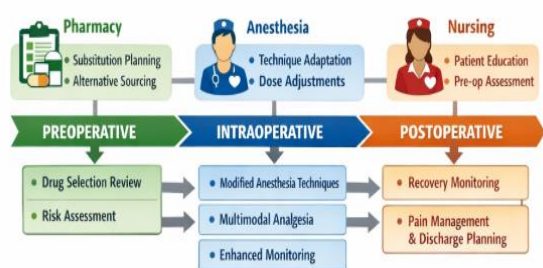 Pharmacy
• Substitution Planning
• Alternative Sourcing
Anesthesia
• Technique Adaptation
• Dose Adjustments
Nursing
• Patient Education
• Pre-op Assessment
PREOPERATIVE
INTRAOPERATIVE
POSTOPERATIVE
• Drug Selection Review
• Risk Assessment
• Modified Anesthesia Techniques
• Multimodal Analgesia
• Enhanced Monitoring
• Recovery Monitoring
• Pain Management
& Discharge Planning